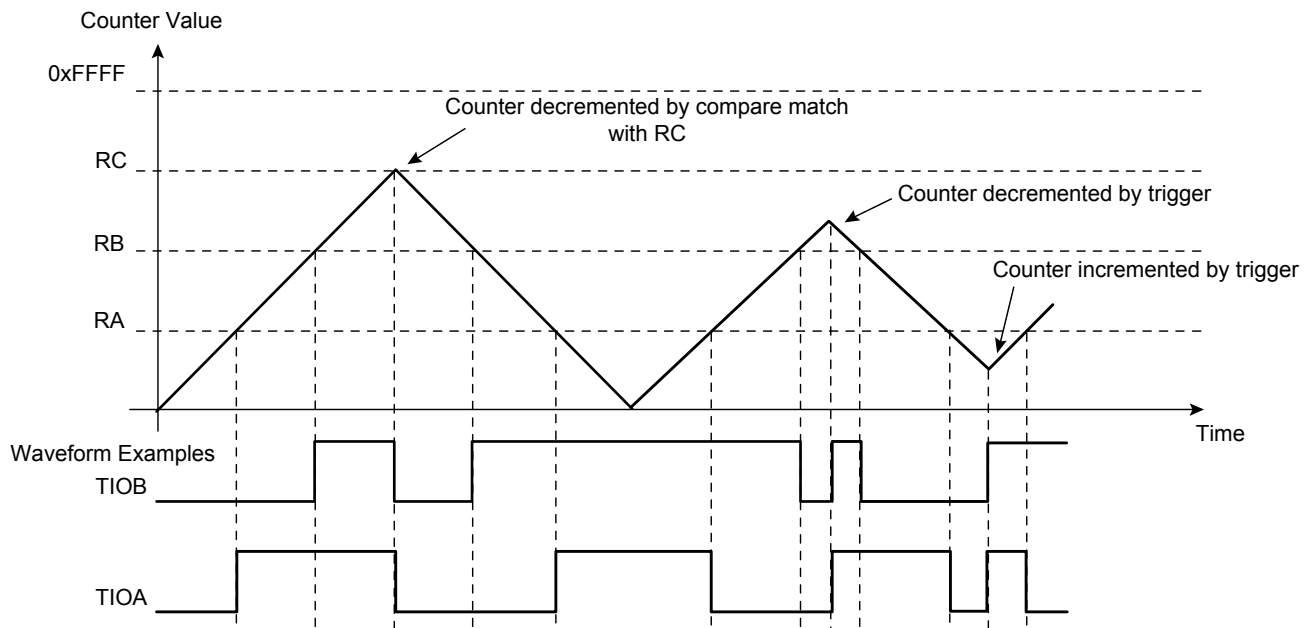 Counter Value
0xFFFF
Counter decremented by compare match
with RC
RC
Counter decremented by trigger
RB
Counter incremented by trigger
RA
Time
Waveform Examples
TIOB
TIOA